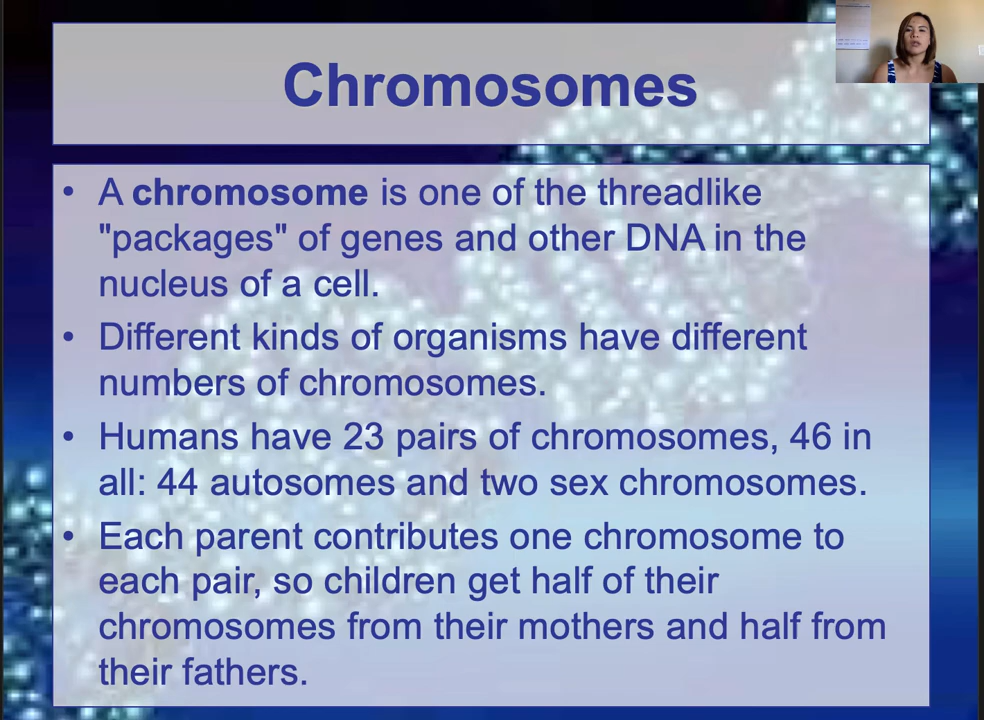 Chromosomes
• A chromosome is one of the threadlike
"packages" of genes and other DNA in the
nucleus of a cell.
• Different kinds of organisms have different
numbers of chromosomes.
• Humans have 23 pairs of chromosomes, 46 in
all: 44 autosomes and two sex chromosomes.
• Each parent contributes one chromosome to
each pair, so children get half of their
chromosomes from their mothers and half from
their fathers.